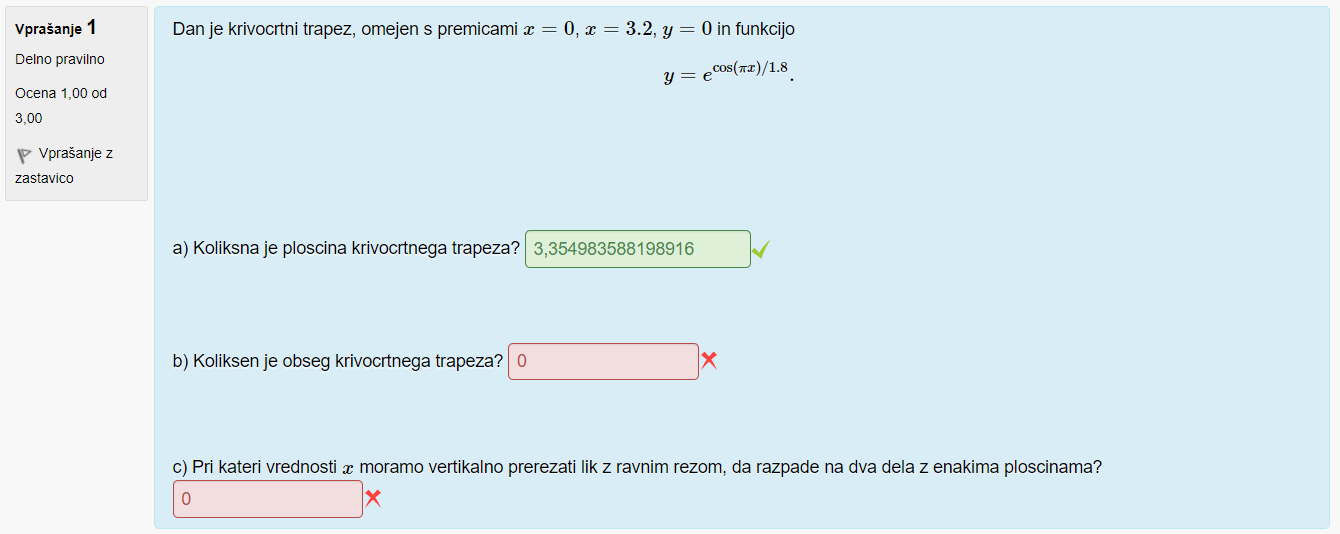 Vprašanje 1
Delno pravilno
Ocena 1,00 od
3,00
Vprašanje z
zastavico
Dan je krivocrtni trapez, omejen s premicami x = 0, x = 3.2, y = 0 in funkcijo
y = e^{cos(πx)/1.8}.
a) Koliksna je ploscina krivocrtnega trapeza? 3,354983588198916
b) Koliksen je obseg krivocrtnega trapeza? 0
c) Pri kateri vrednosti x moramo vertikalno prerezati lik z ravnim rezom, da razpade na dva dela z enakima ploscinama?
0